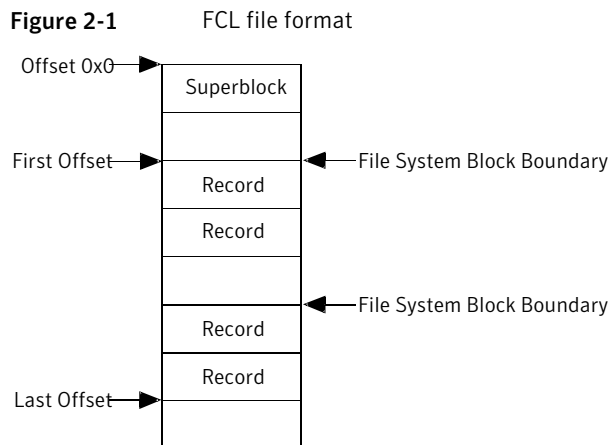 Figure 2-1 FCL file format
Offset 0x0
Superblock
First Offset
File System Block Boundary
Record
Record
File System Block Boundary
Record
Record
Last Offset